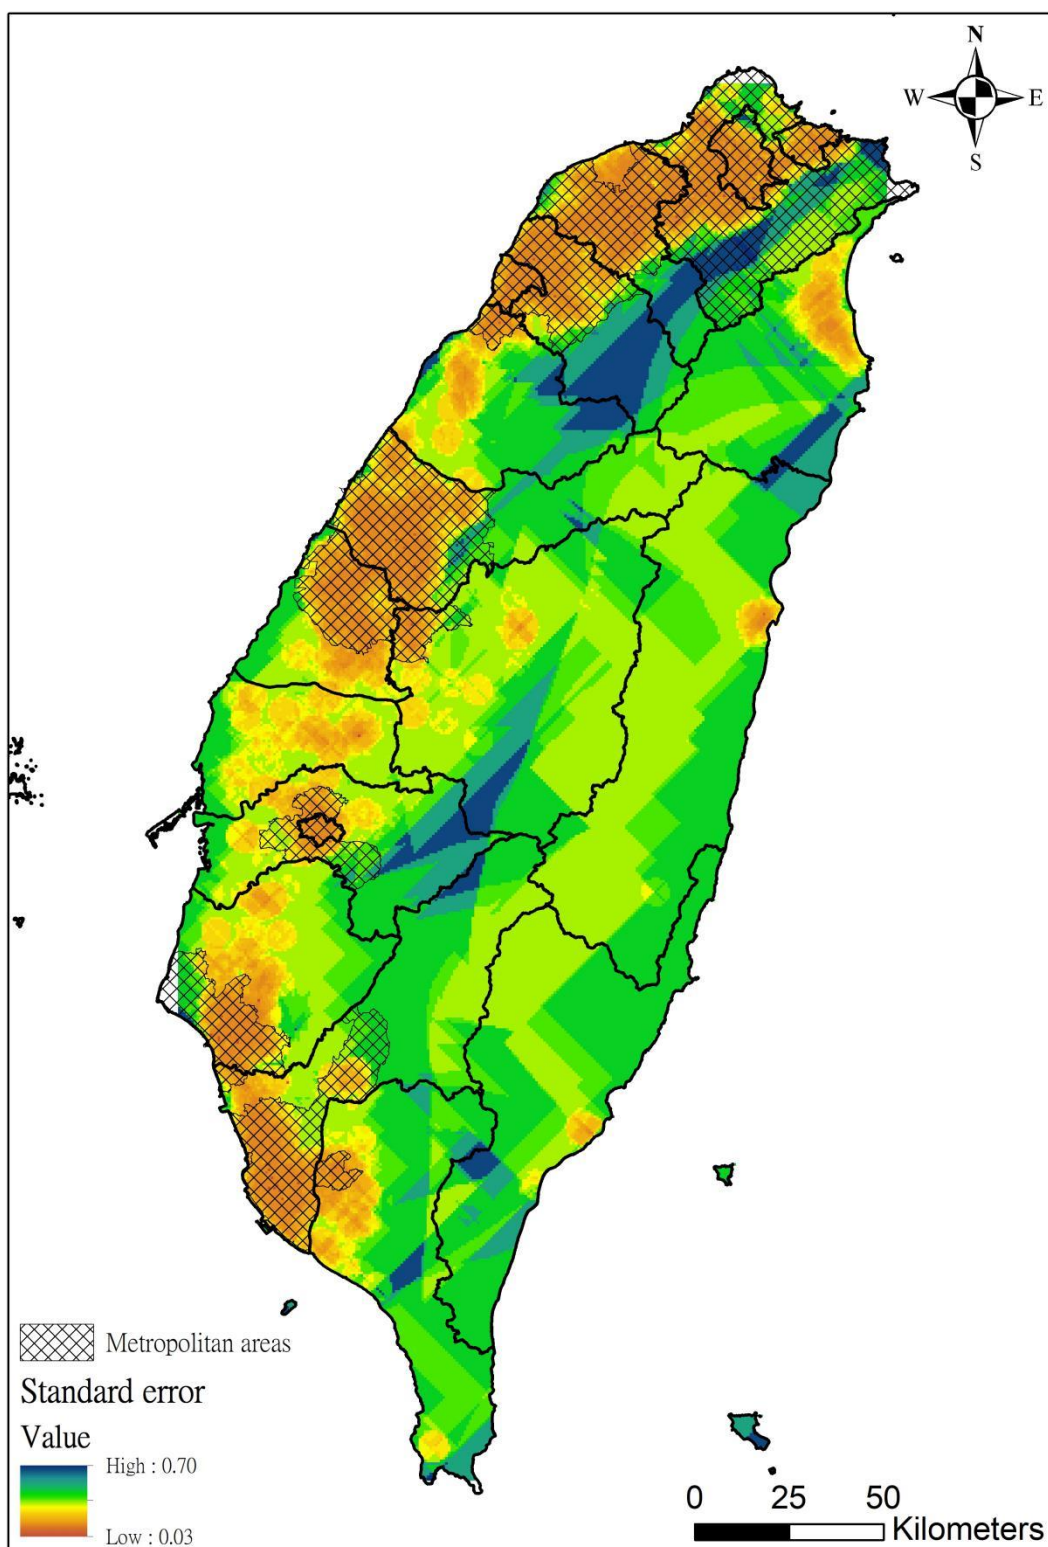 N
W E
S
Metropolitan areas
Standard error
Value
High : 0.70
Low : 0.03
0 25 50
Kilometers